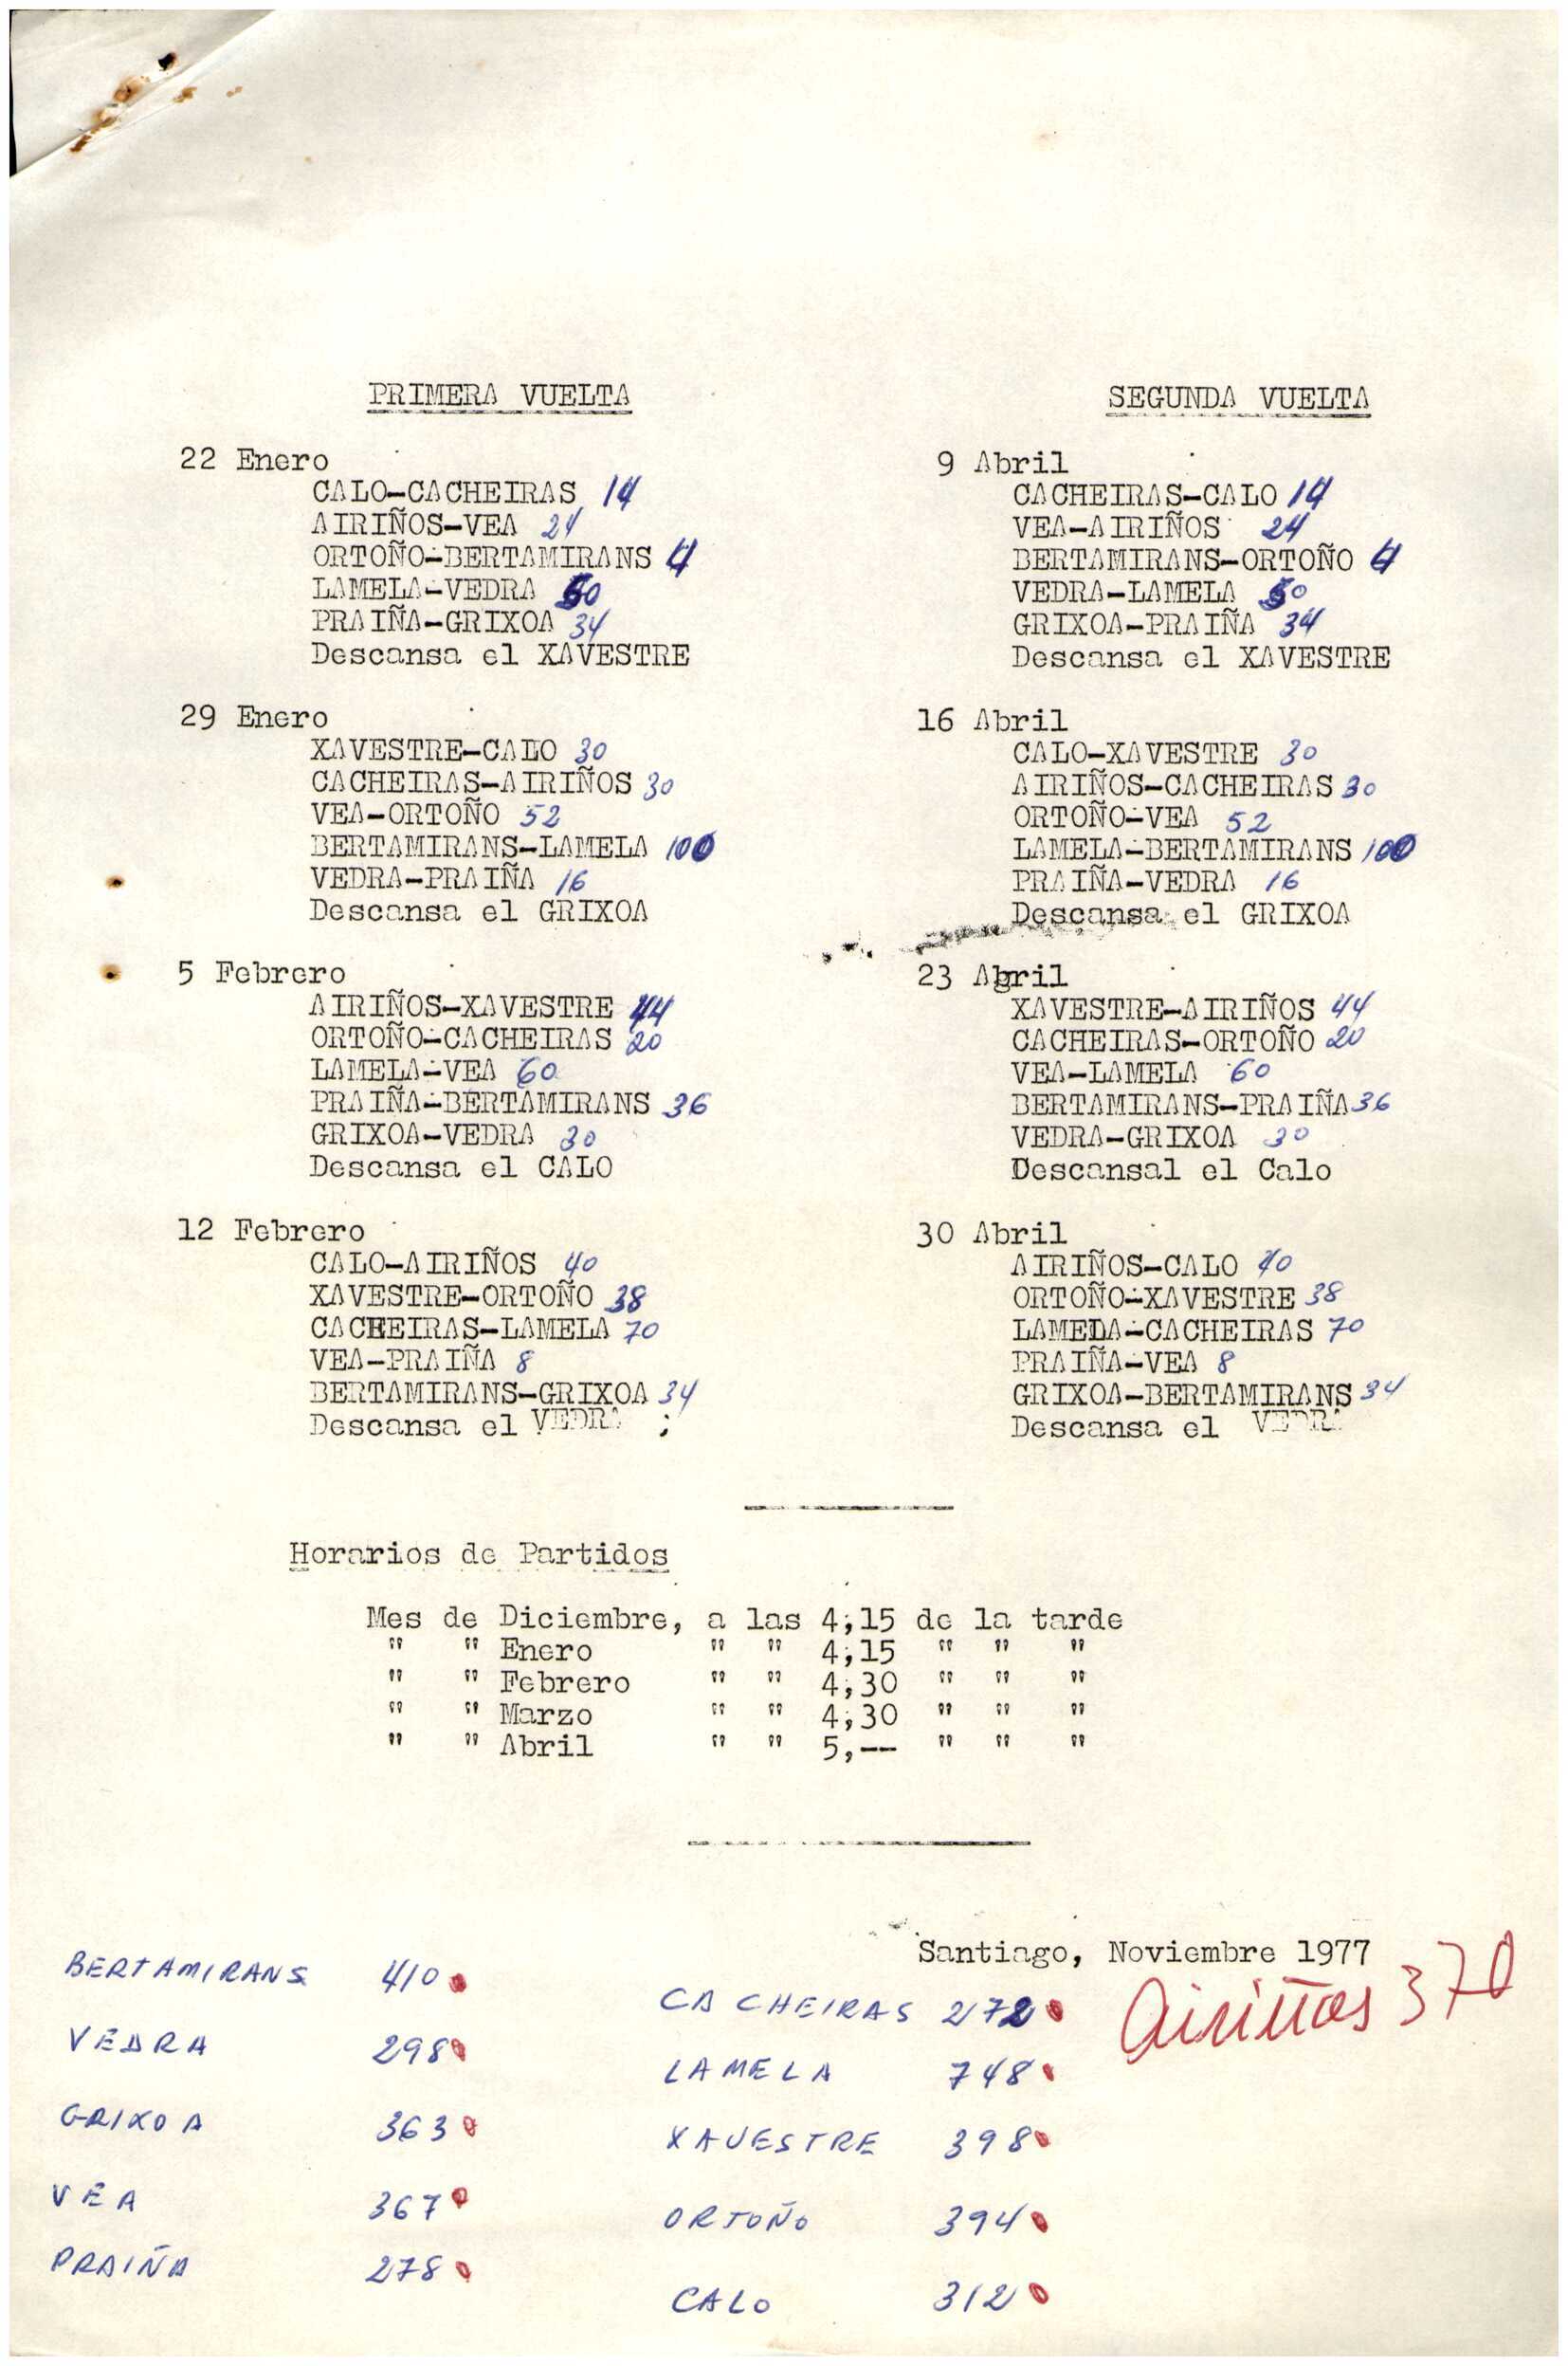 PRIMERA VUELTA
22 Enero
CALO-CACHEIRAS 14
AIRIÑOS-VEA 24
ORTOÑO-BERTAMIRANS 4
LAMELA-VEDRA 50
PRAIÑA-GRIXOA 34
Descansa el XAVESTRE
29 Enero
XAVESTRE-CALO 30
CACHEIRAS-AIRIÑOS 30
VEA-ORTOÑO 52
BERTAMIRANS-LAMELA 100
VEDRA-PRAIÑA 16
Descansa el GRIXOA
5 Febrero
AIRIÑOS-XAVESTRE 44
ORTOÑO-CACHEIRAS 20
LAMELA-VEA 60
PRAIÑA-BERTAMIRANS 36
GRIXOA-VEDRA 30
Descansa el CALO
12 Febrero
CALO-AIRIÑOS 40
XAVESTRE-ORTOÑO 38
CACHEIRAS-LAMELA 70
VEA-PRAIÑA 8
BERTAMIRANS-GRIXOA 34
Descansa el VEDRA ;
SEGUNDA VUELTA
9 Abril
CACHEIRAS-CALO 14
VEA-AIRIÑOS 24
BERTAMIRANS-ORTOÑO 4
VEDRA-LAMELA 50
GRIXOA-PRAIÑA 34
Descansa el XAVESTRE
16 Abril
CALO-XAVESTRE 30
AIRIÑOS-CACHEIRAS 30
ORTOÑO-VEA 52
LAMELA-BERTAMIRANS 100
PRAIÑA-VEDRA 16
Descansa el GRIXOA
23 Abril
XAVESTRE-AIRIÑOS 44
CACHEIRAS-ORTOÑO 20
VEA-LAMELA 60
BERTAMIRANS-PRAIÑA 36
VEDRA-GRIXOA 30
Descansal el Calo
30 Abril
AIRIÑOS-CALO 40
ORTOÑO-XAVESTRE 38
LAMELA-CACHEIRAS 70
PRAIÑA-VEA 8
GRIXOA-BERTAMIRANS 34
Descansa el VEDRA
Horarios de Partidos
Mes de Diciembre, a las 4,15 de la tarde
" " Enero " " 4,15 " " "
" " Febrero " " 4,30 " " "
" " Marzo " " 4,30 " " "
" " Abril " " 5,-- " " "
Santiago, Noviembre 1977
BERTAMIRANS 410
VEDRA 298
GRIXOA 363
VEA 367
PRAIÑA 278
CACHEIRAS 272
LAMELA 748
XAVESTRE 398
ORTOÑO 394
CALO 312
Airiños 370